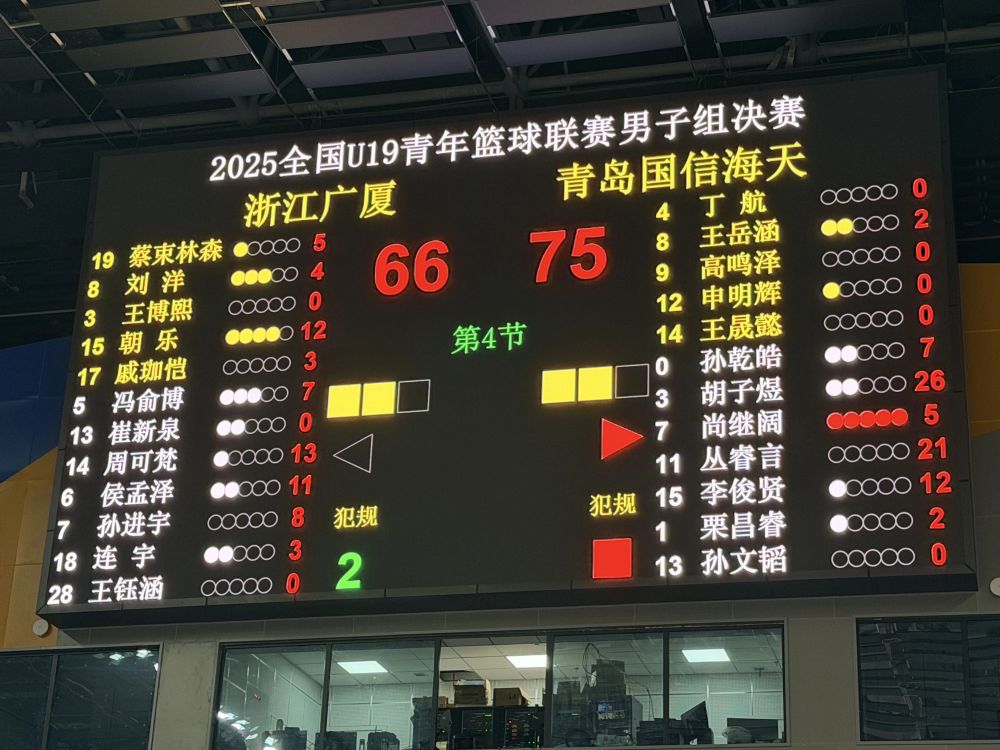 2025全国U19青年篮球联赛男子组决赛
浙江广厦
青岛国信海天
66 75
第4节
19 蔡束林森 5
8 刘 洋 4
3 王博熙 0
15 朝 乐 12
17 戚珈恺 3
5 冯俞博 7
13 崔新泉 0
14 周可梵 13
6 侯孟泽 11
7 孙进宇 8
18 连 宇 3
28 王钰涵 0
犯规
2
4 丁 航 0
8 王岳涵 2
9 高鸣泽 0
12 申明辉 0
14 王晟懿 0
0 孙乾皓 7
3 胡子煜 26
7 尚继阔 5
11 丛睿言 21
15 李俊贤 12
1 栗昌睿 2
13 孙文韬 0
犯规